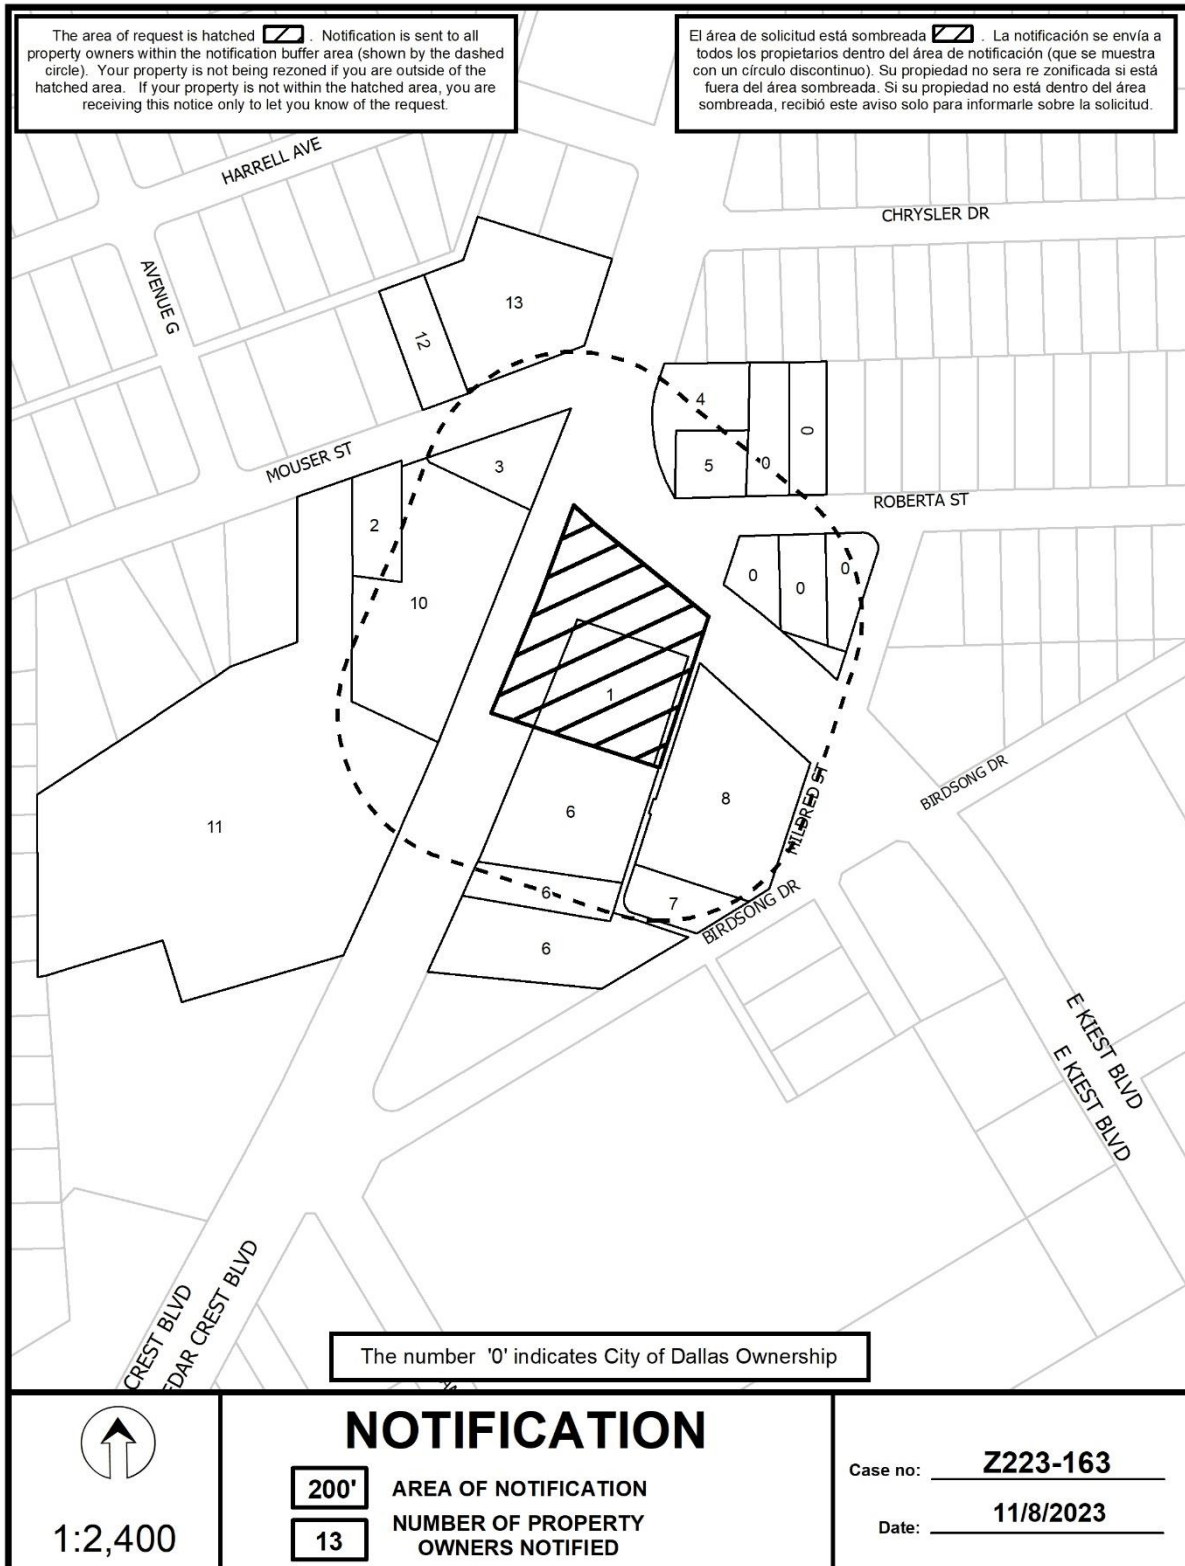 The area of request is hatched . Notification is sent to all
property owners within the notification buffer area (shown by the dashed
circle). Your property is not being rezoned if you are outside of the
hatched area. If your property is not within the hatched area, you are
receiving this notice only to let you know of the request.
El área de solicitud está sombreada . La notificación se envía a
todos los propietarios dentro del área de notificación (que se muestra
con un círculo discontinuo). Su propiedad no sera re zonificada si está
fuera del área sombreada. Si su propiedad no está dentro del área
sombreada, recibió este aviso solo para informarle sobre la solicitud.
HARRELL AVE
CHRYSLER DR
AVENUE G
13
12
4
0
MOUSER ST
3
5
0
ROBERTA ST
2
0
0
0
10
1
BIRDSONG DR
8
MILDRED ST
6
11
6
7
BIRDSONG DR
6
E KIEST BLVD
E KIEST BLVD
CREST BLVD
EDAR CREST BLVD
The number '0' indicates City of Dallas Ownership
1:2,400
NOTIFICATION
200' AREA OF NOTIFICATION
13 NUMBER OF PROPERTY
OWNERS NOTIFIED
Case no: Z223-163
Date: 11/8/2023